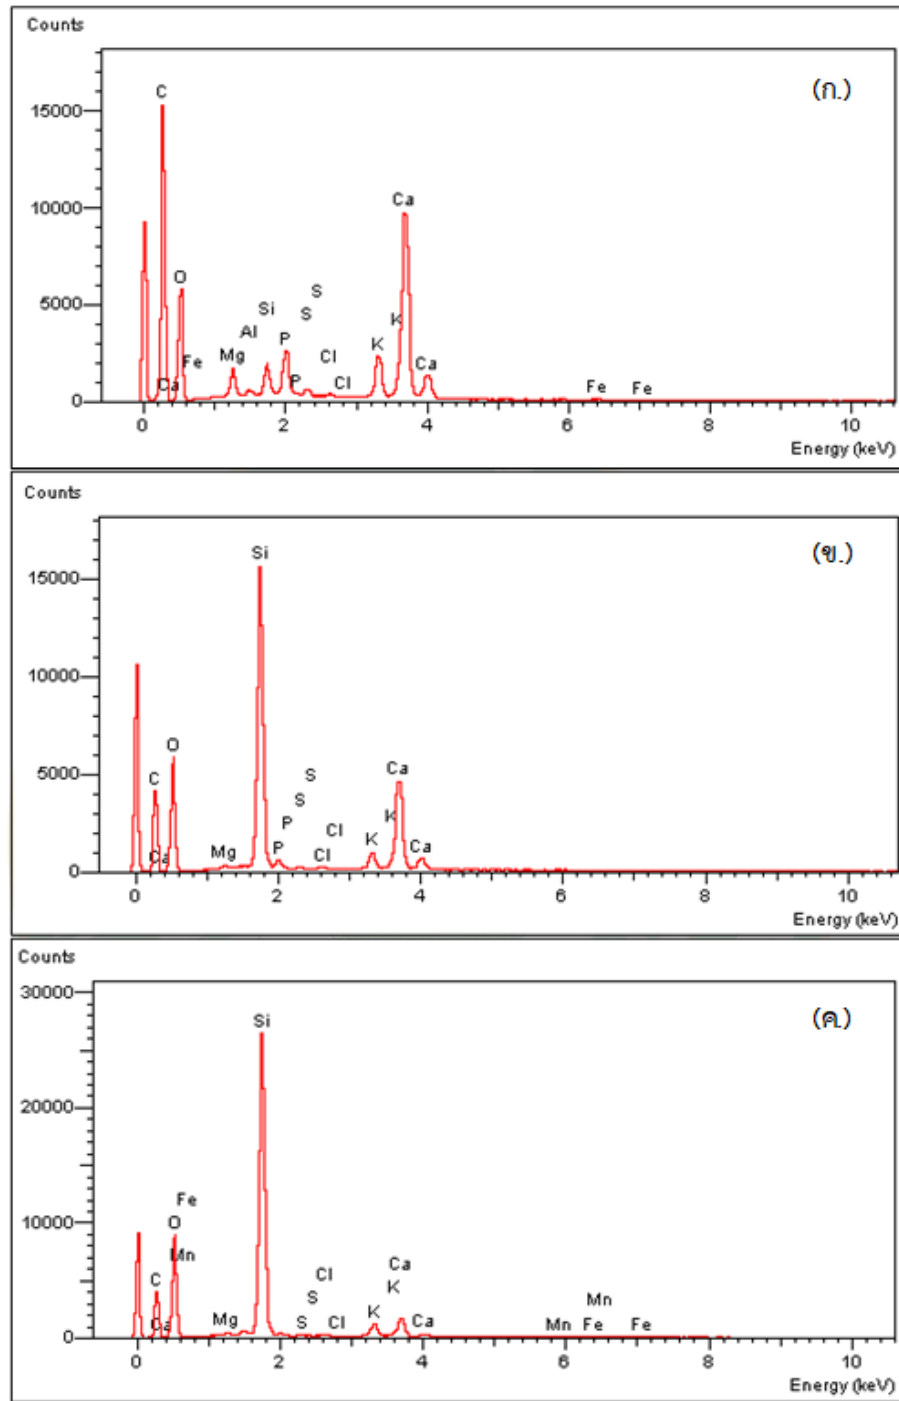 Counts
(ก.)
C
15000
10000
Ca
O
S
5000
Si
S
Al
K
P
Cl
K
Fe
Mg
Ca
Ca
P
Cl
Fe
Fe
0
0 2 4 6 8 10
Energy (keV)
Counts
(ข.)
Si
15000
10000
O
S
Ca
5000
C
S
K
P
Cl
K
Ca
Mg
P
Cl
Ca
0
0 2 4 6 8 10
Energy (keV)
Counts
30000
(ค.)
Si
20000
Fe
10000
O
Mn
Ca
Cl
C
K
S
Mn
K
Ca
Mg
S
Cl
Ca
Mn
Fe
Fe
0
0 2 4 6 8 10
Energy (keV)